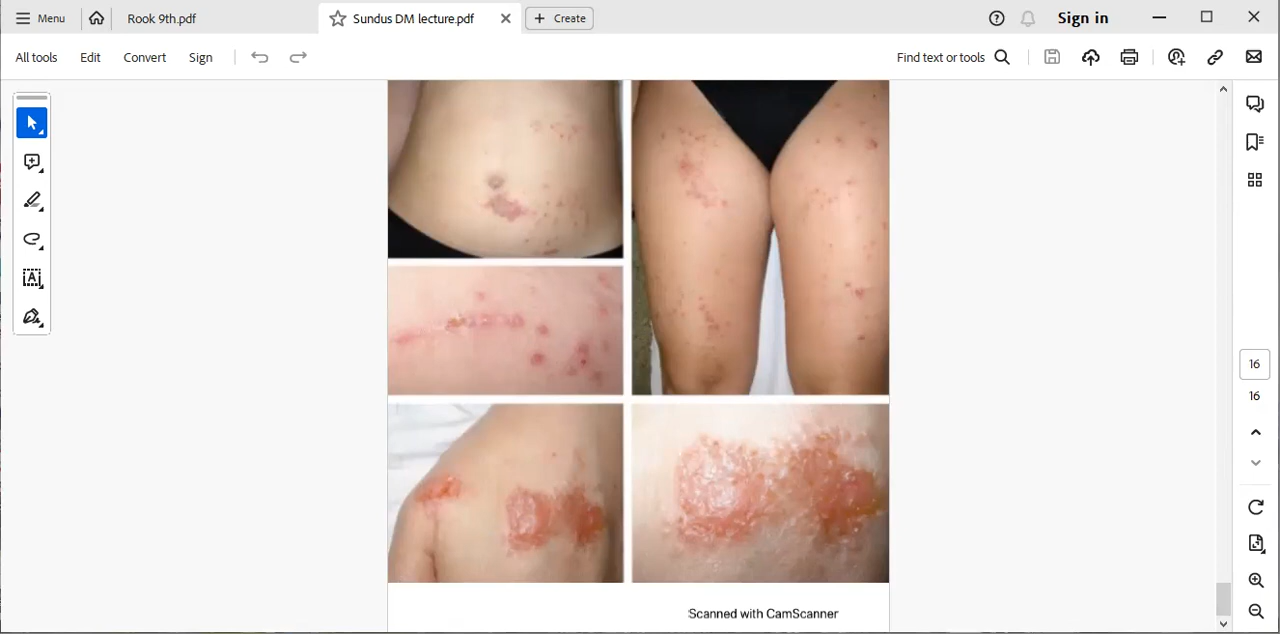 Menu
Rook 9th.pdf
Sundus DM lecture.pdf
Create
Sign in
All tools
Edit
Convert
Sign
Find text or tools
16
16
Scanned with CamScanner